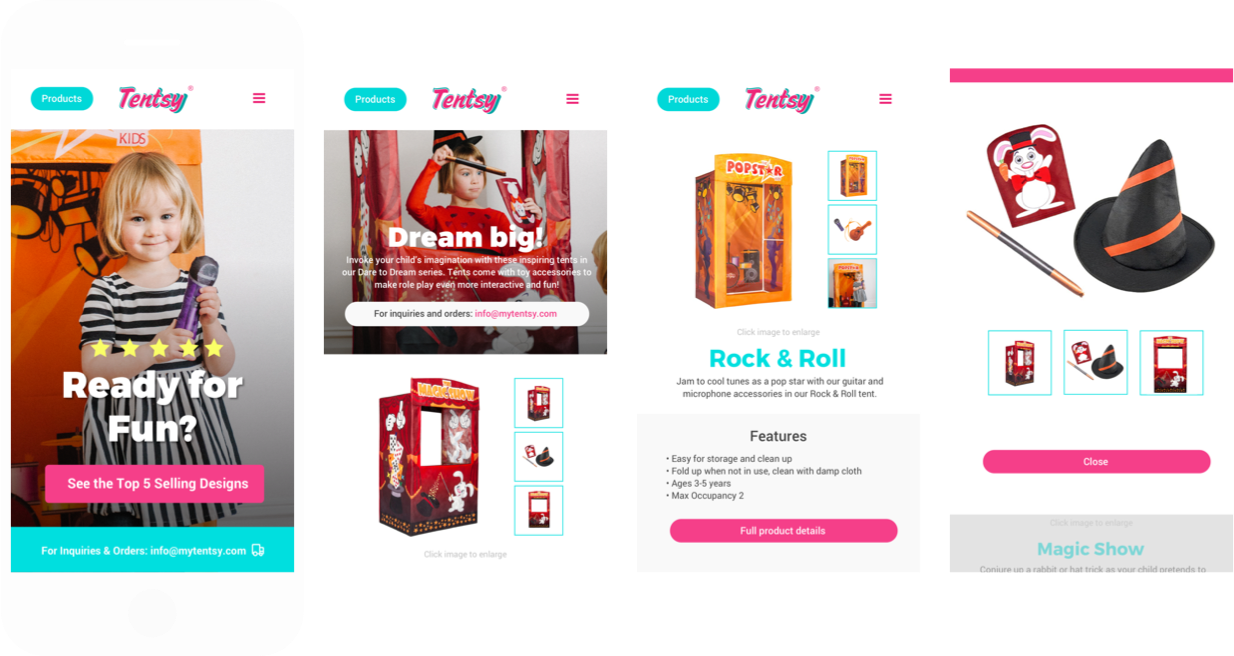 Products
Tentsy®
KIDS
Ready for
Fun?
See the Top 5 Selling Designs
For Inquiries & Orders: info@mytentsy.com
Products
Tentsy®
Dream big!
Invoke your child's imagination with these inspiring tents in
our Dare to Dream series. Tents come with toy accessories to
make role play even more interactive and fun!
For inquiries and orders: info@mytentsy.com
MAGIC SHOW
Click image to enlarge
Products
Tentsy®
POPSTAR
POPSTAR
Click image to enlarge
Rock & Roll
Jam to cool tunes as a pop star with our guitar and
microphone accessories in our Rock & Roll tent.
Features
• Easy for storage and clean up
• Fold up when not in use, clean with damp cloth
• Ages 3-5 years
• Max Occupancy 2
Full product details
Close
Click image to enlarge
Magic Show
Conjure up a rabbit or hat trick as your child pretends to